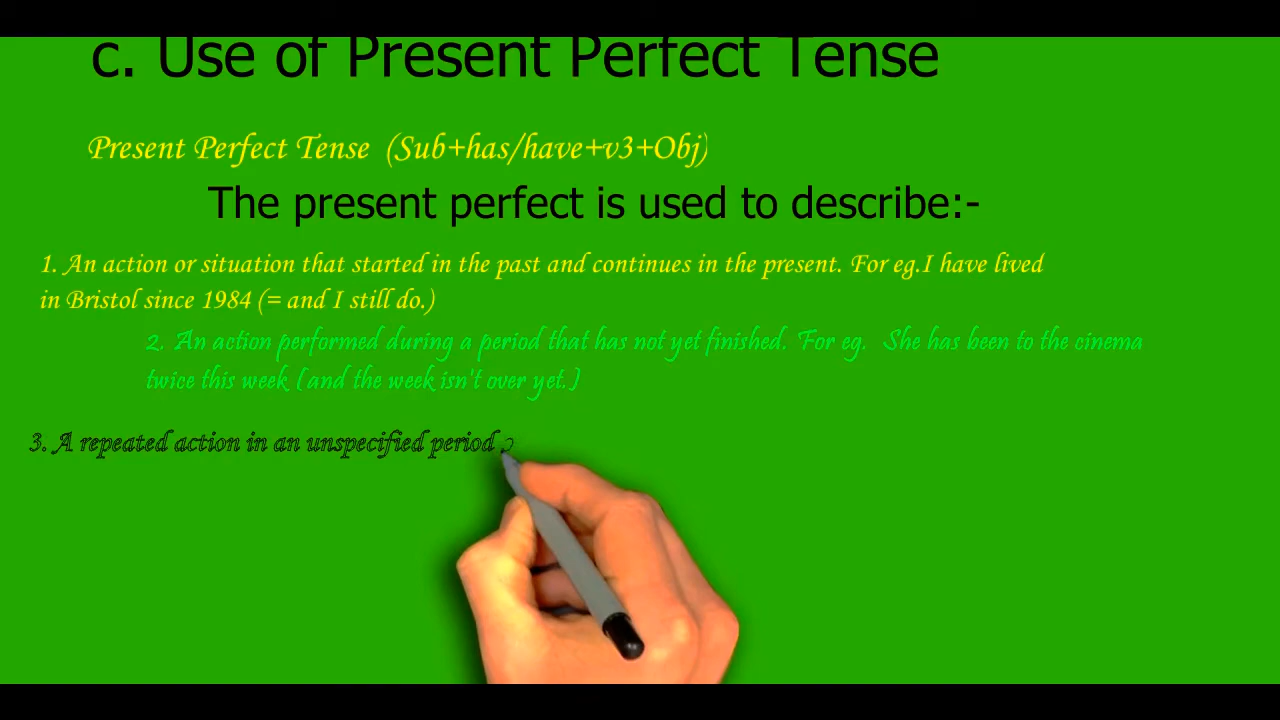 c. Use of Present Perfect Tense
Present Perfect Tense (Sub+has/have+v3+Obj)
The present perfect is used to describe:-
1. An action or situation that started in the past and continues in the present. For eg.I have lived
in Bristol since 1984 (= and I still do.)
2. An action performed during a period that has not yet finished. For eg. She has been to the cinema
twice this week (and the week isn't over yet.)
3. A repeated action in an unspecified period